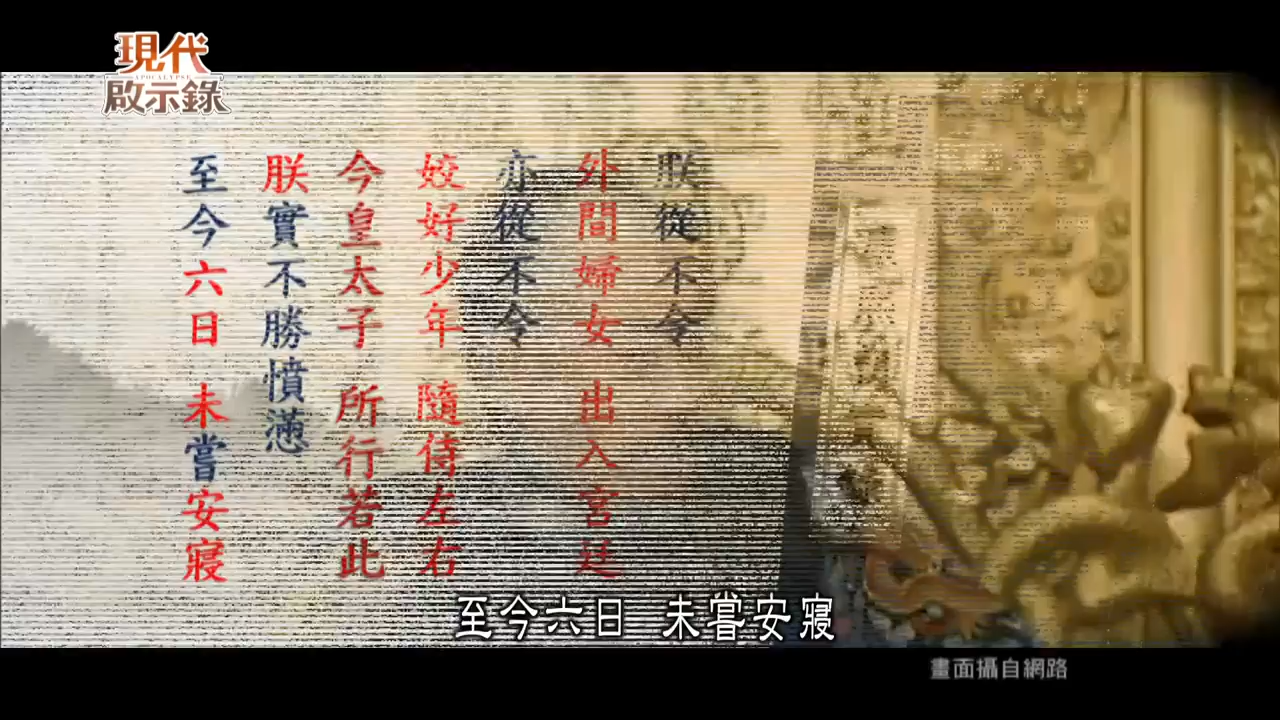 現代
APOCALYPSE
啟示錄
朕從不令
外間婦女 出入宮廷
亦從不令
姣好少年 隨侍左右
今皇太子 所行若此
朕實不勝憤懣
至今六日 未嘗安寢
至今六日 未嘗安寢
畫面攝自網路